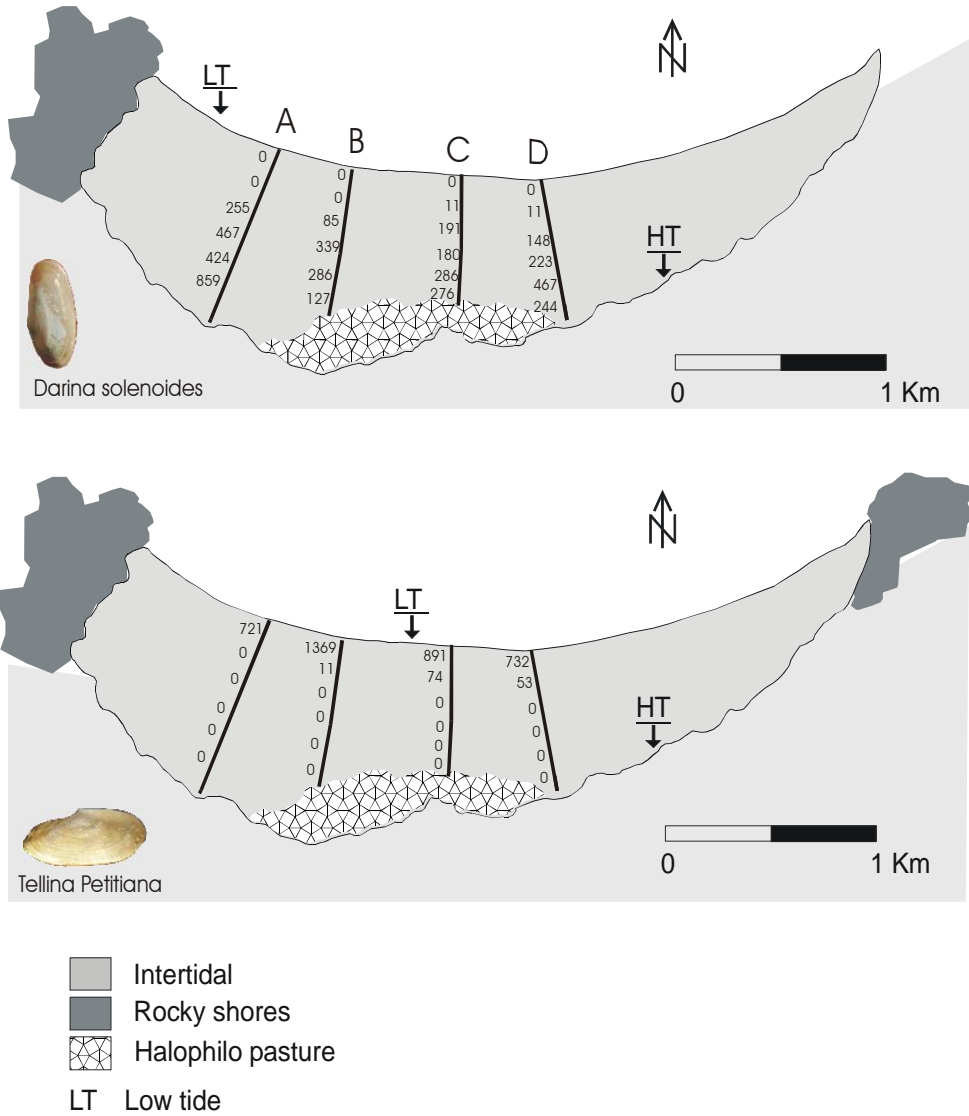 LT
A
B
C
D
0
0
255
467
424
859
0
0
85
339
286
127
0
11
191
180
286
276
0
11
148
223
467
244
N
HT
Darina solenoides
0
1 Km
LT
721
0
0
0
0
0
1369
11
0
0
0
0
891
74
0
0
0
0
732
53
0
0
0
0
N
HT
Tellina Petitiana
0
1 Km
Intertidal
Rocky shores
Halophilo pasture
LT Low tide